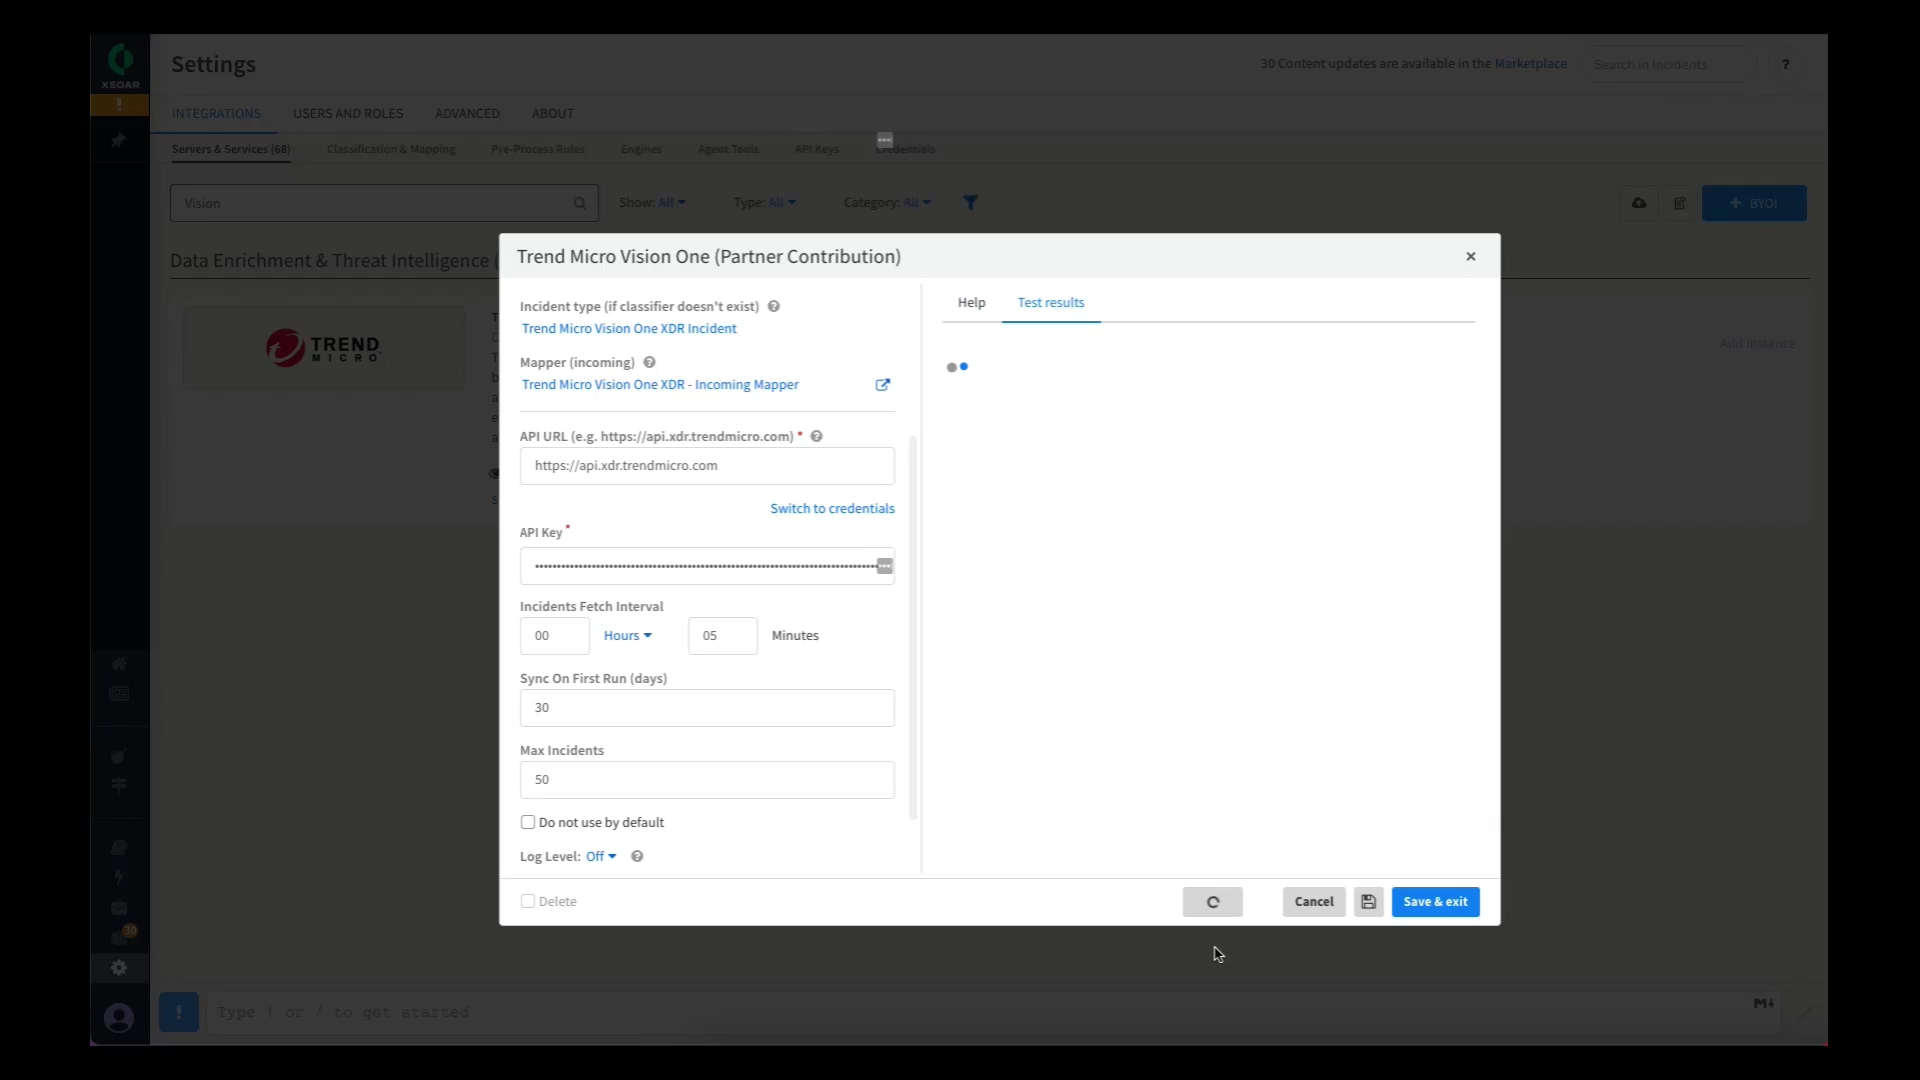 XSOAR
Settings
30 Content updates are available in the Marketplace
Search in Incidents
?
INTEGRATIONS
USERS AND ROLES
ADVANCED
ABOUT
Servers & Services (68)
Classification & Mapping
Pre-Process Rules
Engines
Agent Tools
API Keys
Credentials
Vision
Show: All
Type: All
Category: All
+ BYOI
Data Enrichment & Threat Intelligence (
TREND
MICRO
Add instance
Trend Micro Vision One (Partner Contribution)
×
Incident type (if classifier doesn't exist) ?
Trend Micro Vision One XDR Incident
Mapper (incoming) ?
Trend Micro Vision One XDR - Incoming Mapper
API URL (e.g. https://api.xdr.trendmicro.com) * ?
https://api.xdr.trendmicro.com
Switch to credentials
API Key *
Incidents Fetch Interval
00 Hours 05 Minutes
Sync On First Run (days)
30
Max Incidents
50
Do not use by default
Log Level: Off ?
Help
Test results
Delete
Cancel
Save & exit
30
!
Type ! or / to get started
M↓